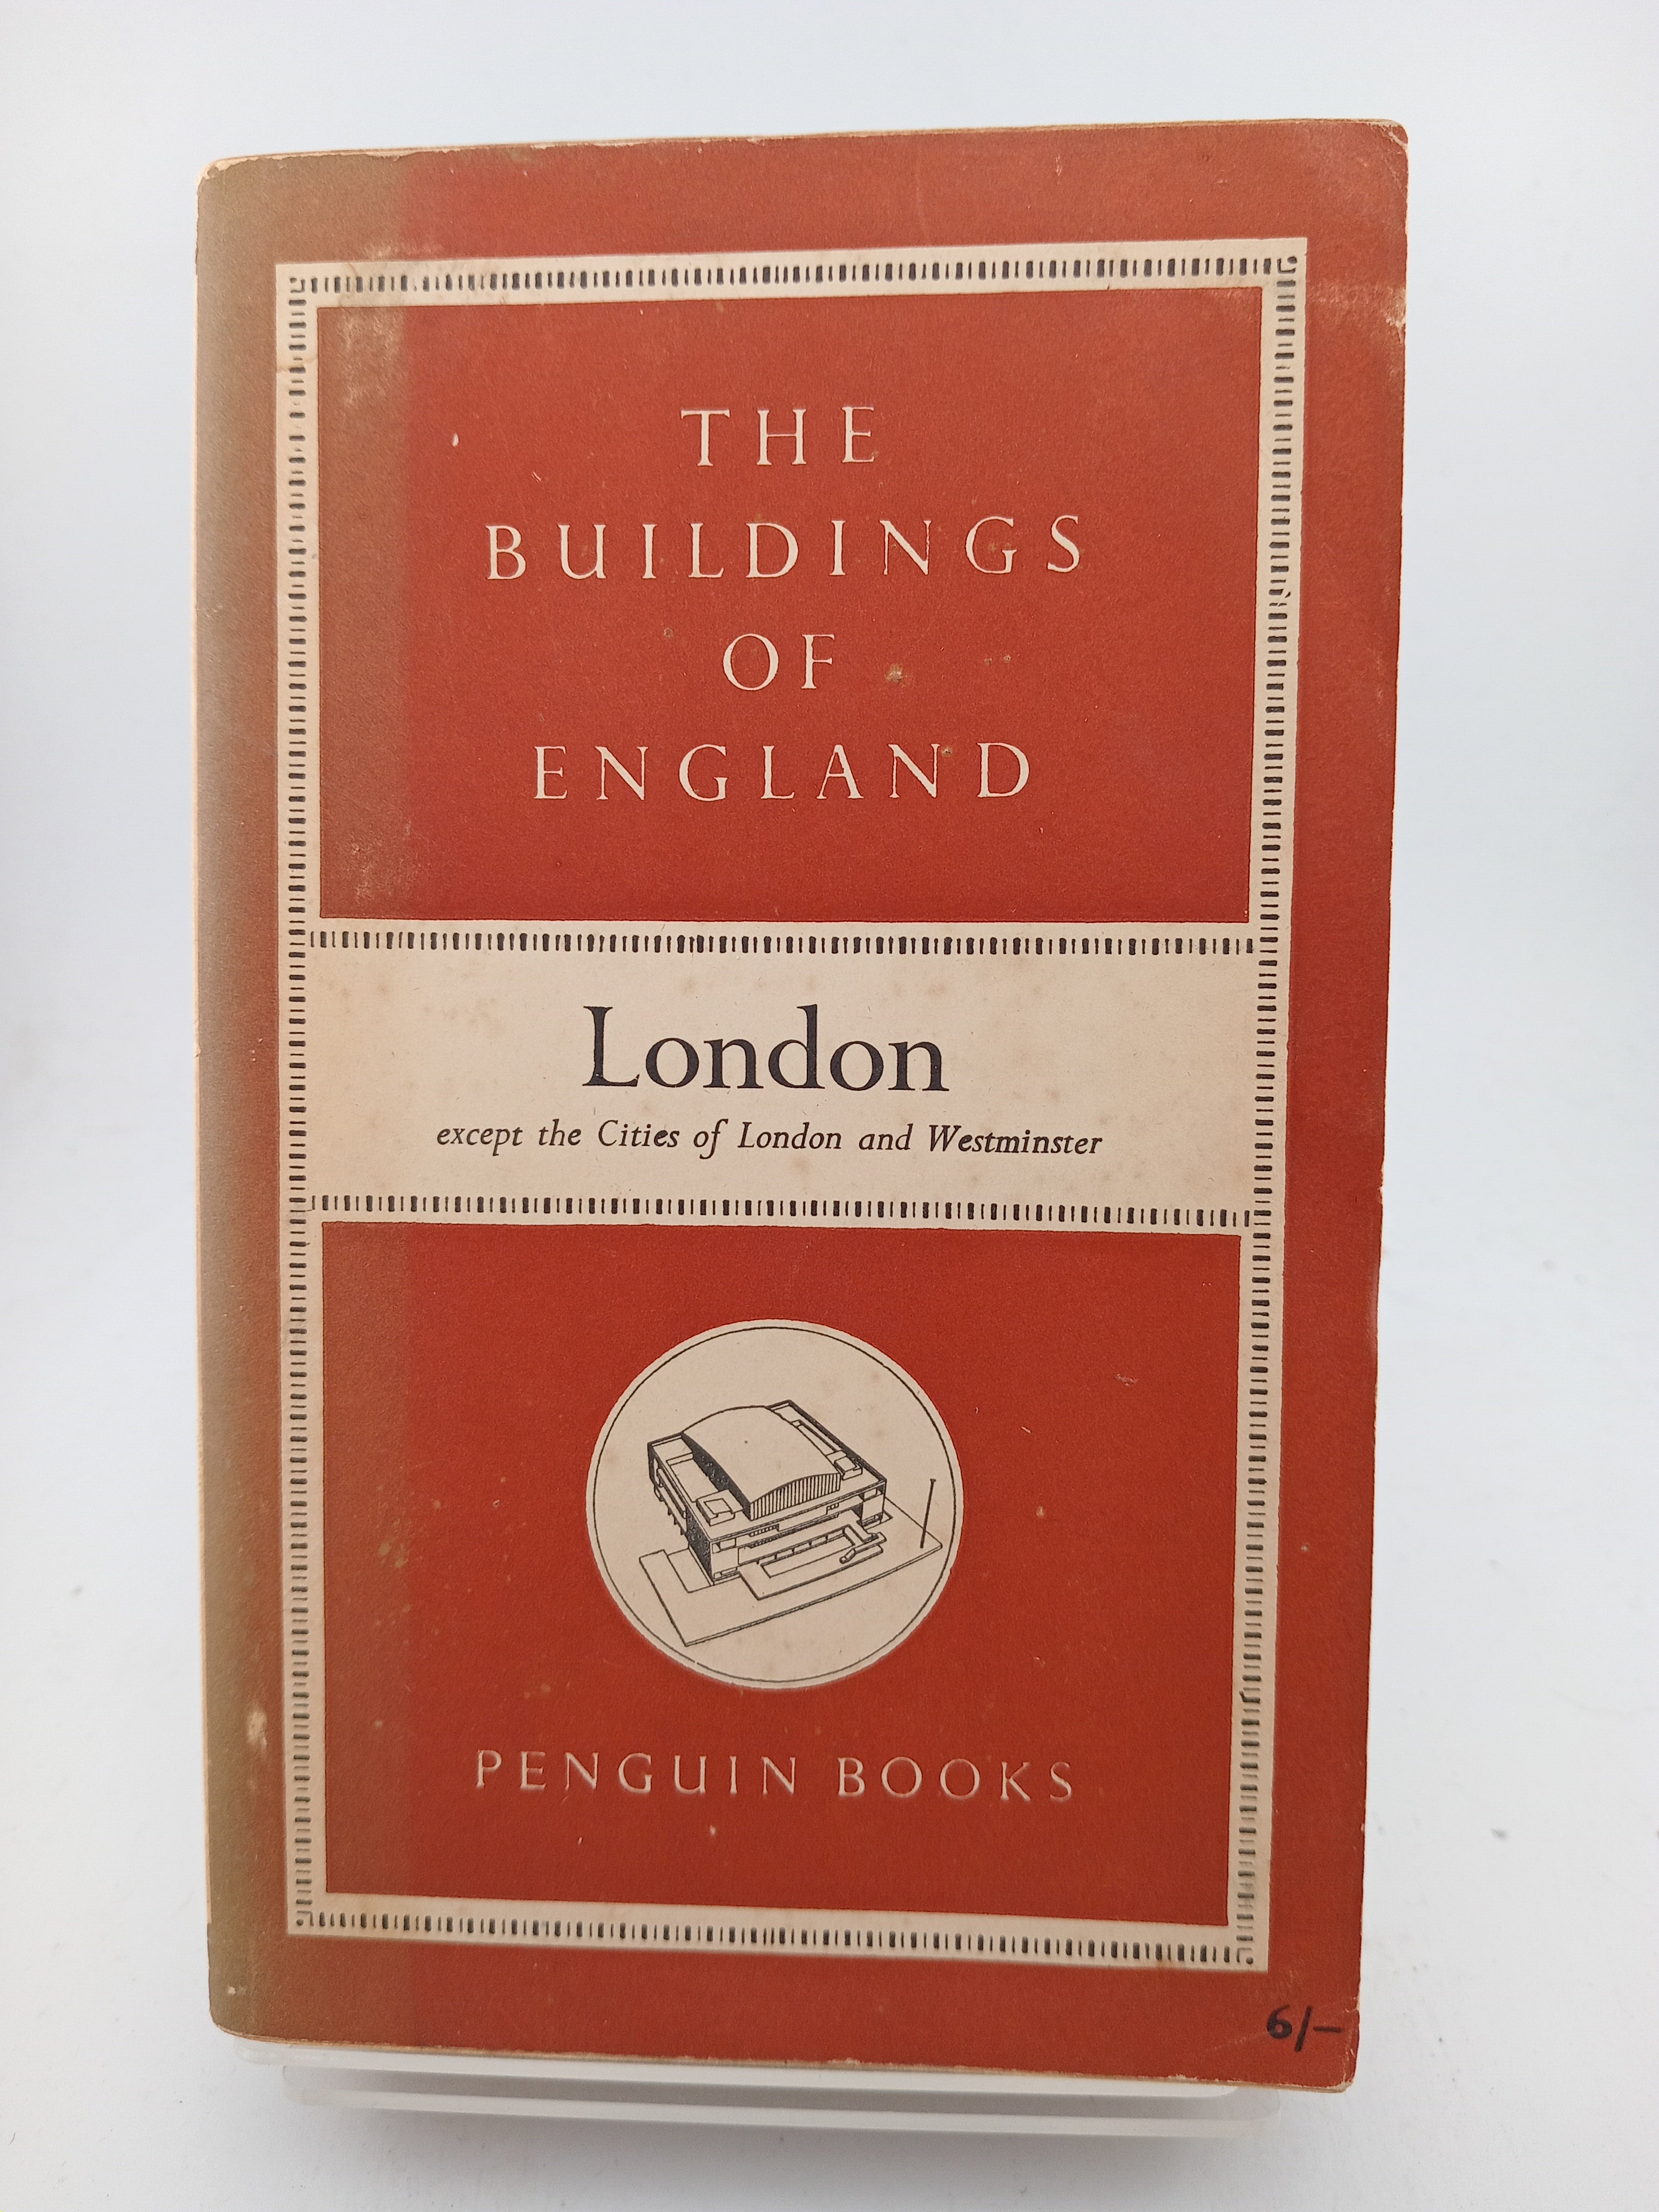 THE
BUILDINGS
OF
ENGLAND
London
except the Cities of London and Westminster
PENGUIN BOOKS
6/–